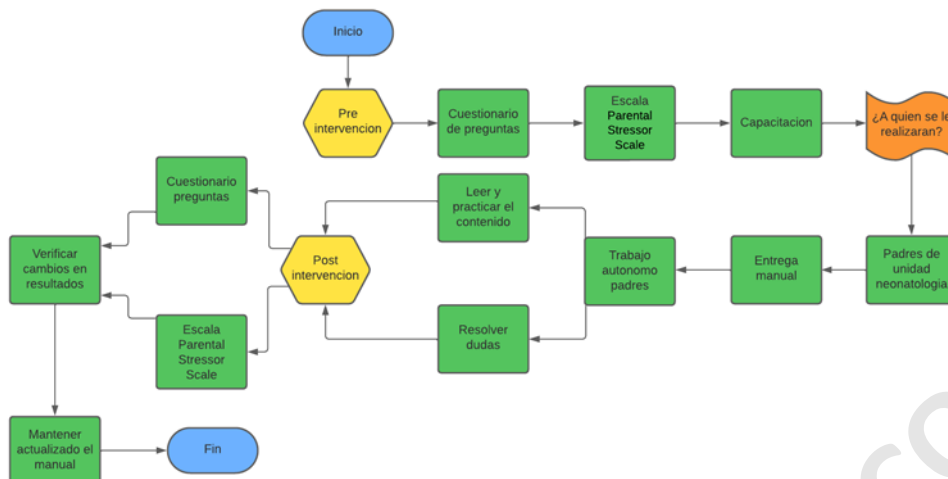 Inicio
Pre
intervencion
Cuestionario
de preguntas
Escala
Parental
Stressor
Scale
Capacitacion
¿A quien se le
realizaran?
Padres de
unidad
neonatologia
Entrega
manual
Trabajo
autonomo
padres
Leer y
practicar el
contenido
Resolver
dudas
Post
intervencion
Cuestionario
preguntas
Escala
Parental
Stressor
Scale
Verificar
cambios en
resultados
Mantener
actualizado el
manual
Fin